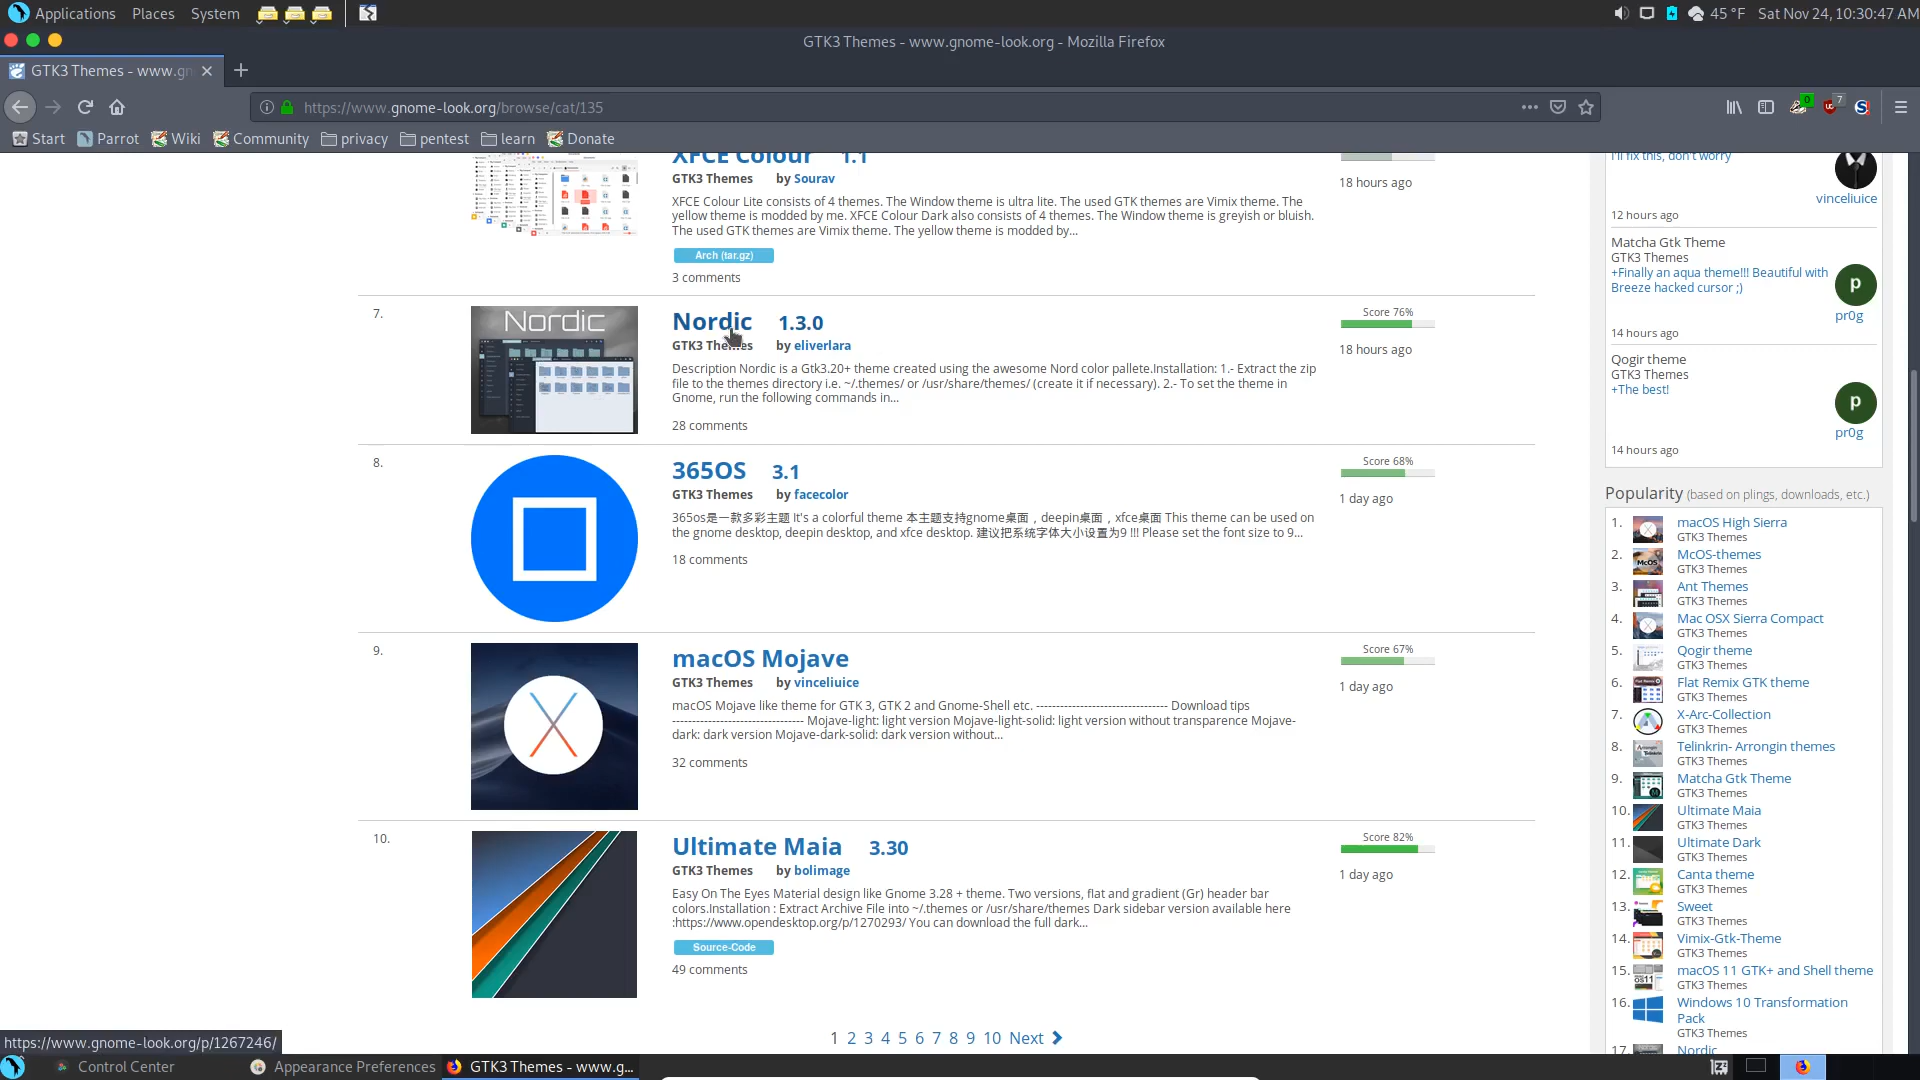 Applications Places System
45 °F Sat Nov 24, 10:30:47 AM
GTK3 Themes - www.gnome-look.org - Mozilla Firefox
GTK3 Themes - www.gn
https://www.gnome-look.org/browse/cat/135
0 7
Start Parrot Wiki Community privacy pentest learn Donate
XFCE Colour 1.1
GTK3 Themes by Sourav
18 hours ago
XFCE Colour Lite consists of 4 themes. The Window theme is ultra lite. The used GTK themes are Vimix theme. The
yellow theme is modded by me. XFCE Colour Dark also consists of 4 themes. The Window theme is greyish or bluish.
The used GTK themes are Vimix theme. The yellow theme is modded by...
Arch (tar.gz)
3 comments
7.
Nordic
Nordic 1.3.0
GTK3 Themes by eliverlara
Score 76%
18 hours ago
Description Nordic is a Gtk3.20+ theme created using the awesome Nord color pallete.Installation: 1.- Extract the zip
file to the themes directory i.e. ~/.themes/ or /usr/share/themes/ (create it if necessary). 2.- To set the theme in
Gnome, run the following commands in...
28 comments
8.
365OS 3.1
GTK3 Themes by facecolor
Score 68%
1 day ago
365os是一款多彩主题 It's a colorful theme 本主题支持gnome桌面，deepin桌面，xfce桌面 This theme can be used on
the gnome desktop, deepin desktop, and xfce desktop. 建议把系统字体大小设置为9 !!! Please set the font size to 9...
18 comments
9.
macOS Mojave
GTK3 Themes by vinceliuice
Score 67%
1 day ago
macOS Mojave like theme for GTK 3, GTK 2 and Gnome-Shell etc. --------------------------------- Download tips
--------------------------------- Mojave-light: light version Mojave-light-solid: light version without transparence Mojave-
dark: dark version Mojave-dark-solid: dark version without...
32 comments
10.
Ultimate Maia 3.30
GTK3 Themes by bolimage
Score 82%
1 day ago
Easy On The Eyes Material design like Gnome 3.28 + theme. Two versions, flat and gradient (Gr) header bar
colors.Installation : Extract Archive File into ~/.themes or /usr/share/themes Dark sidebar version available here
:https://www.opendesktop.org/p/1270293/ You can download the full dark...
Source-Code
49 comments
1 2 3 4 5 6 7 8 9 10 Next
I'll fix this, don't worry
vinceliuice
12 hours ago
Matcha Gtk Theme
GTK3 Themes
+Finally an aqua theme!!! Beautiful with
Breeze hacked cursor ;)
p
pr0g
14 hours ago
Qogir theme
GTK3 Themes
+The best!
p
pr0g
14 hours ago
Popularity (based on plings, downloads, etc.)
1. macOS High Sierra
GTK3 Themes
2. McOS-themes
GTK3 Themes
3. Ant Themes
GTK3 Themes
4. Mac OSX Sierra Compact
GTK3 Themes
5. Qogir theme
GTK3 Themes
6. Flat Remix GTK theme
GTK3 Themes
7. X-Arc-Collection
GTK3 Themes
8. Telinkrin- Arrongin themes
GTK3 Themes
9. Matcha Gtk Theme
GTK3 Themes
10. Ultimate Maia
GTK3 Themes
11. Ultimate Dark
GTK3 Themes
12. Canta theme
GTK3 Themes
13. Sweet
GTK3 Themes
14. Vimix-Gtk-Theme
GTK3 Themes
15. macOS 11 GTK+ and Shell theme
GTK3 Themes
16. Windows 10 Transformation
Pack
GTK3 Themes
17. Nordic
https://www.gnome-look.org/p/1267246/
Control Center Appearance Preferences GTK3 Themes - www.g...